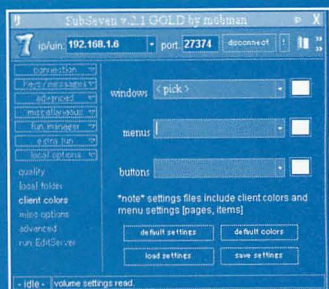 SubSeven v.2.1 GOLD by mobman
ip/uin: 192.168.1.6 port: 27374 disconnect !
connection
keys/messages
advanced
miscellaneous
fun manager
extra fun
local options
quality
local folder
client colors
misc options
advanced
run EditServer
windows <pick>
menus
buttons
*note* settings files include client colors and
menu settings [pages, items]
default settings default colors
load settings save settings
- idle - volume settings read.